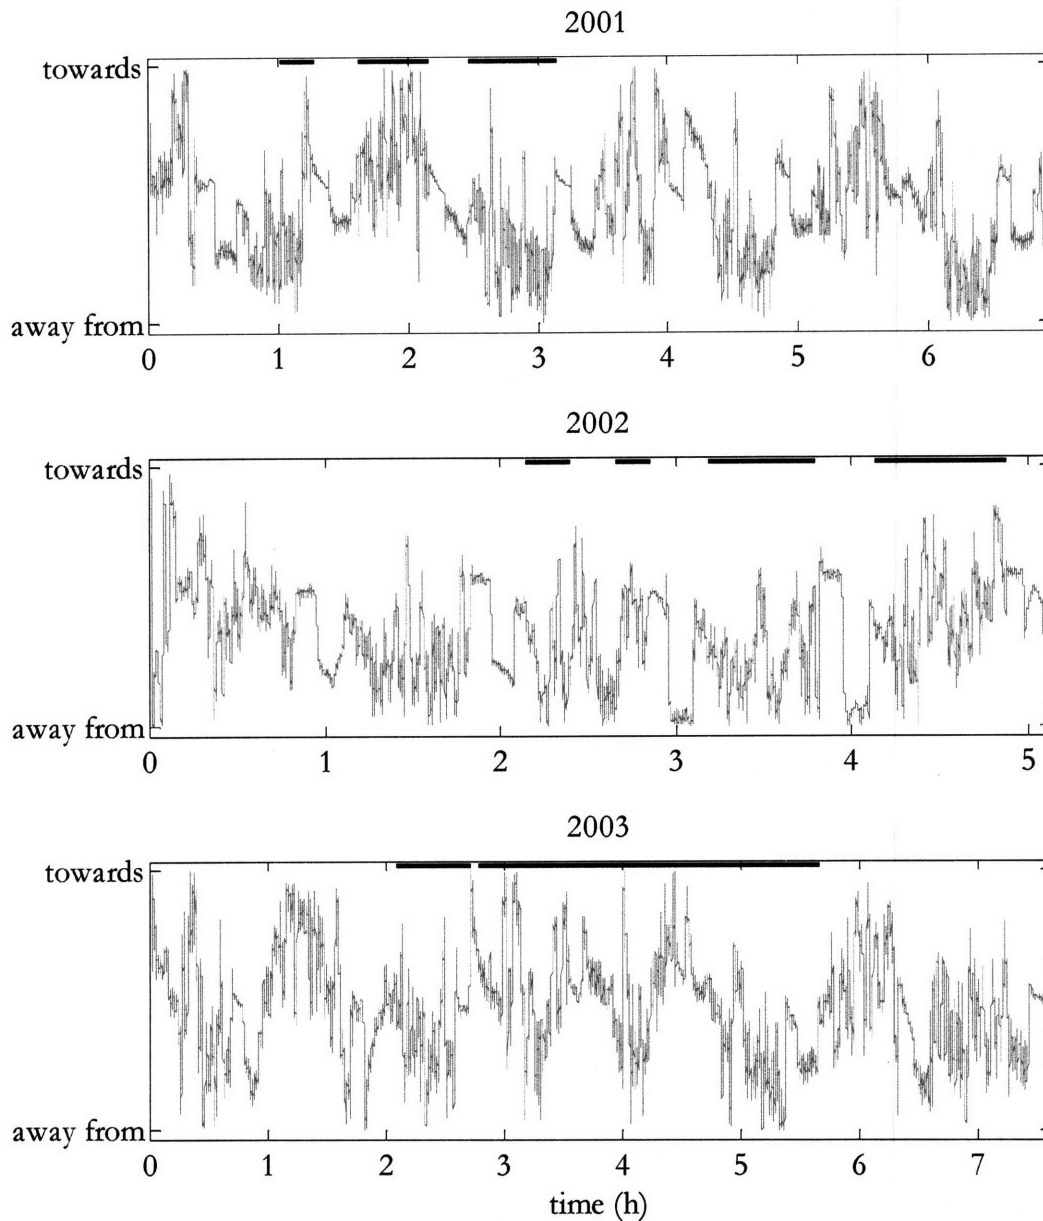 2001
towards
away from
0 1 2 3 4 5 6
2002
towards
away from
0 1 2 3 4 5
2003
towards
away from
0 1 2 3 4 5 6 7
time (h)